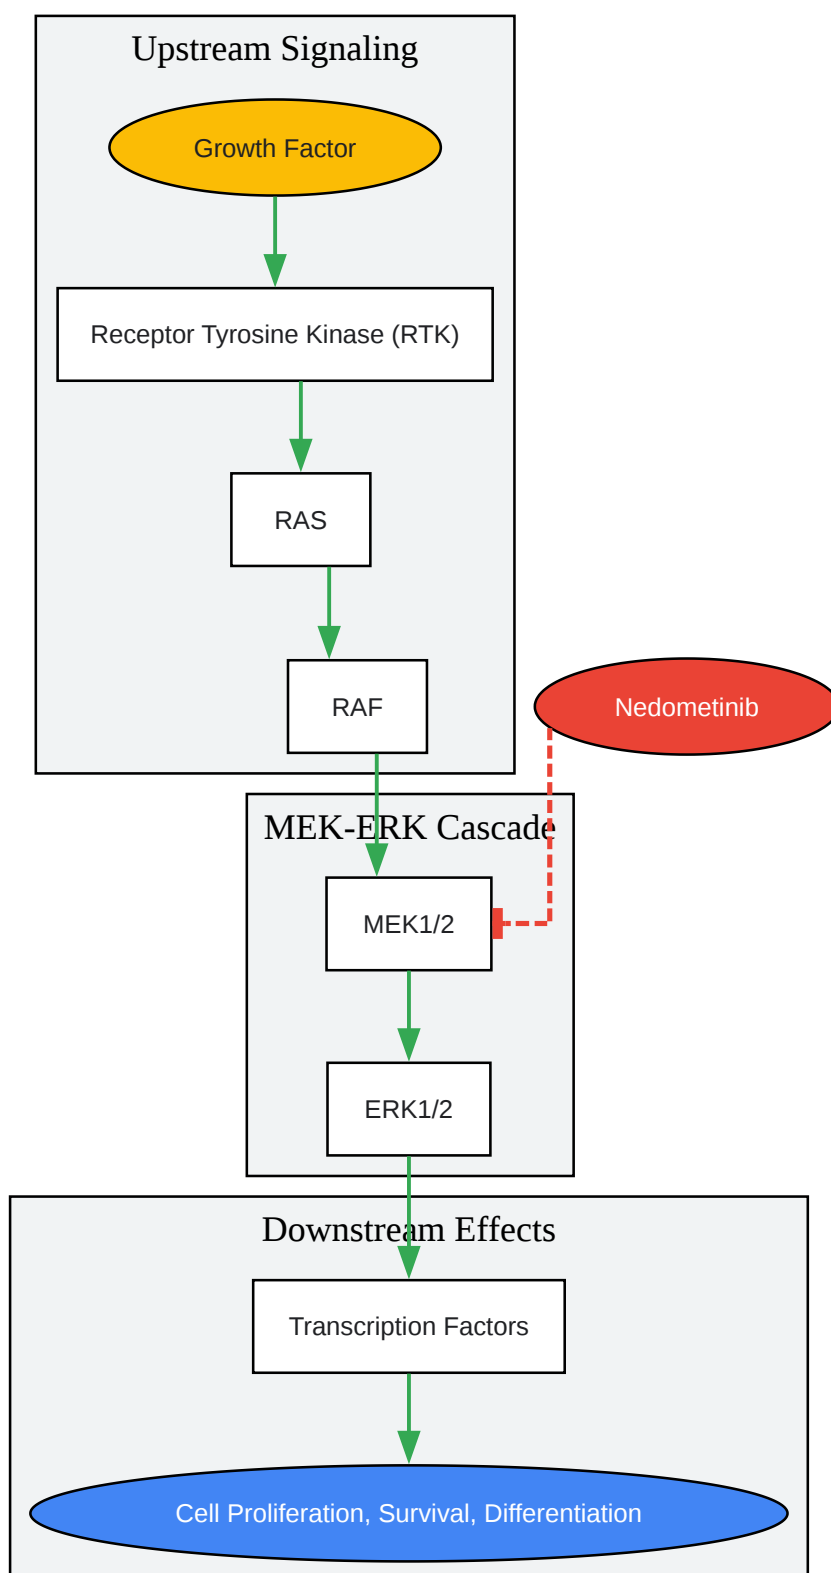 Upstream Signaling
Growth Factor
Receptor Tyrosine Kinase (RTK)
RAS
RAF
Nedometinib
MEK-ERK Cascade
MEK1/2
ERK1/2
Downstream Effects
Transcription Factors
Cell Proliferation, Survival, Differentiation